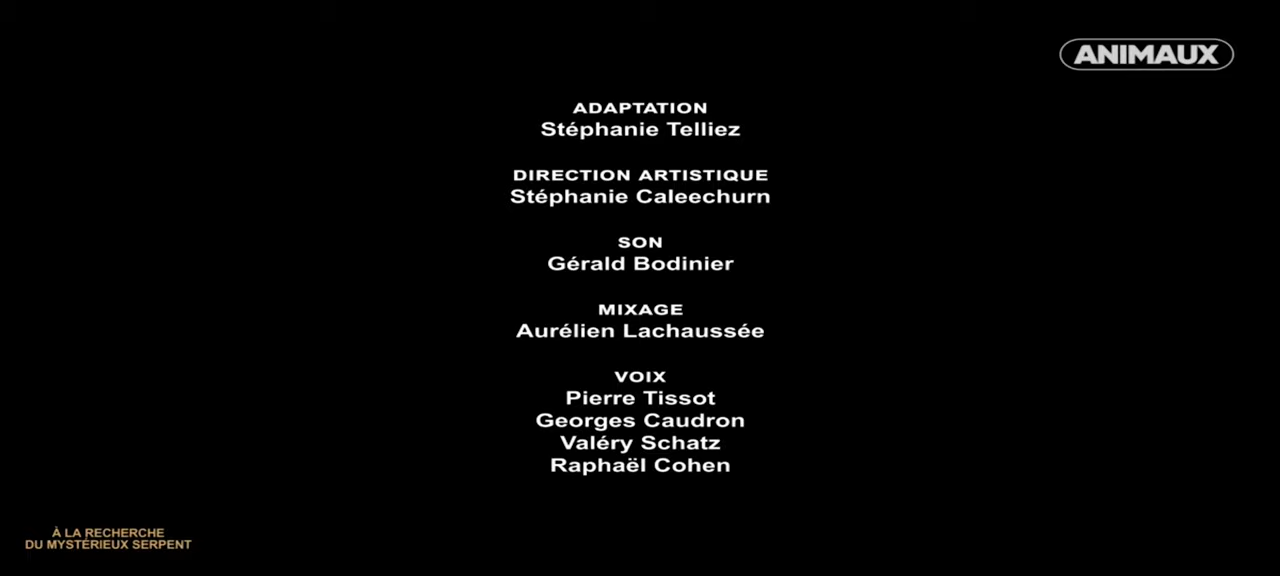 ANIMAUX
ADAPTATION
Stéphanie Telliez
DIRECTION ARTISTIQUE
Stéphanie Caleechurn
SON
Gérald Bodinier
MIXAGE
Aurélien Lachaussée
VOIX
Pierre Tissot
Georges Caudron
Valéry Schatz
Raphaël Cohen
À LA RECHERCHE
DU MYSTÉRIEUX SERPENT